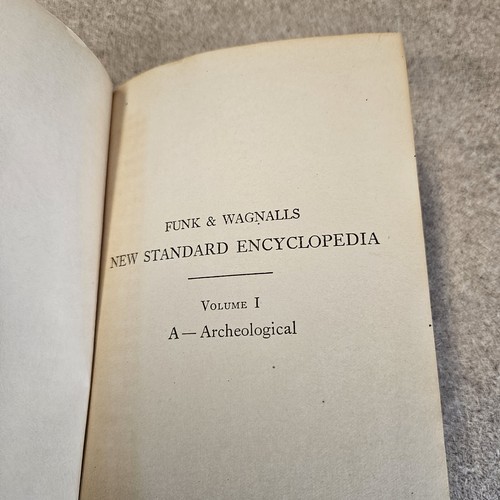 FUNK & WAGNALLS
NEW STANDARD ENCYCLOPEDIA
VOLUME I
A—Archeological